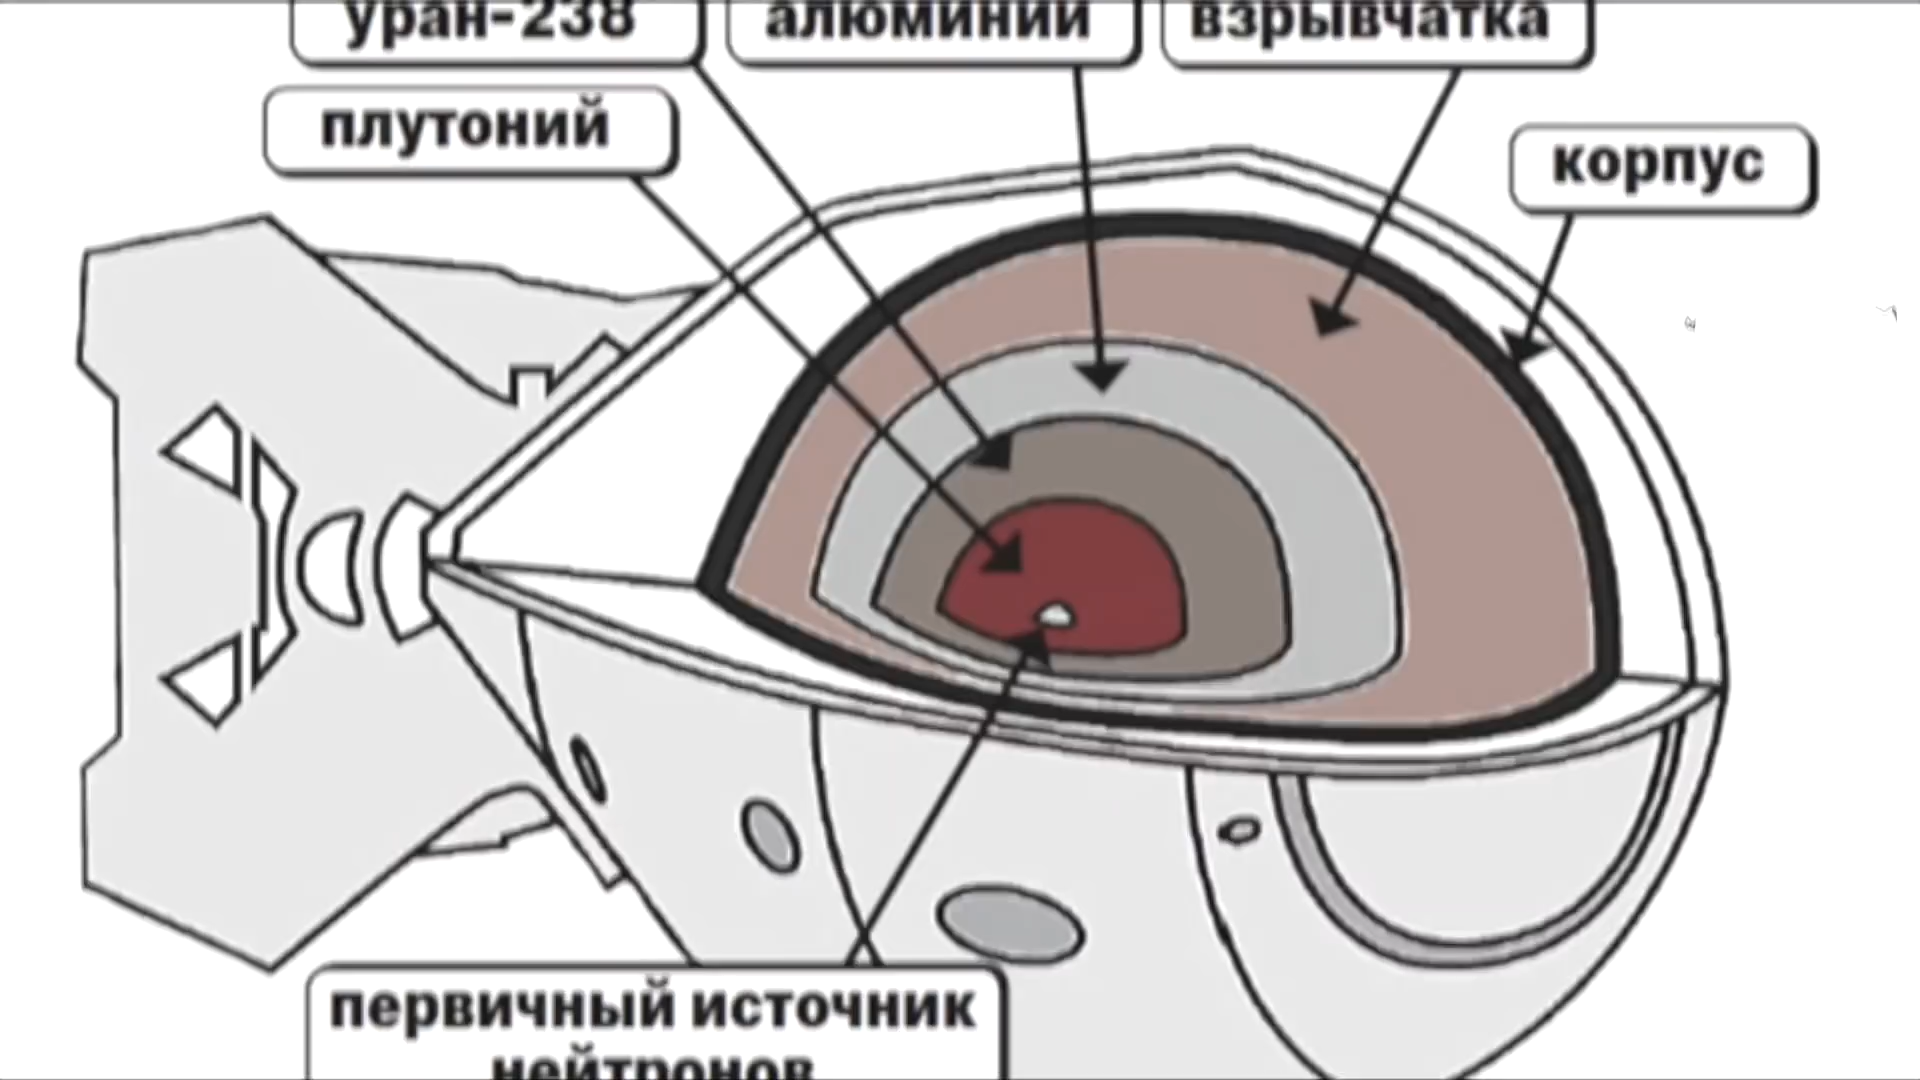 уран-238
алюминий
взрывчатка
плутоний
корпус
первичный источник
нейтронов